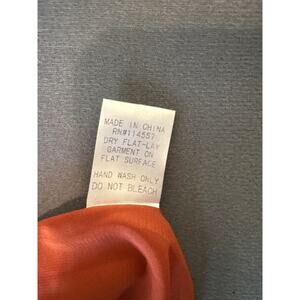 MADE IN CHINA
RN#114557
DRY FLAT-LAY
GARMENT ON
FLAT SURFACE
HAND WASH ONLY
DO NOT BLEACH